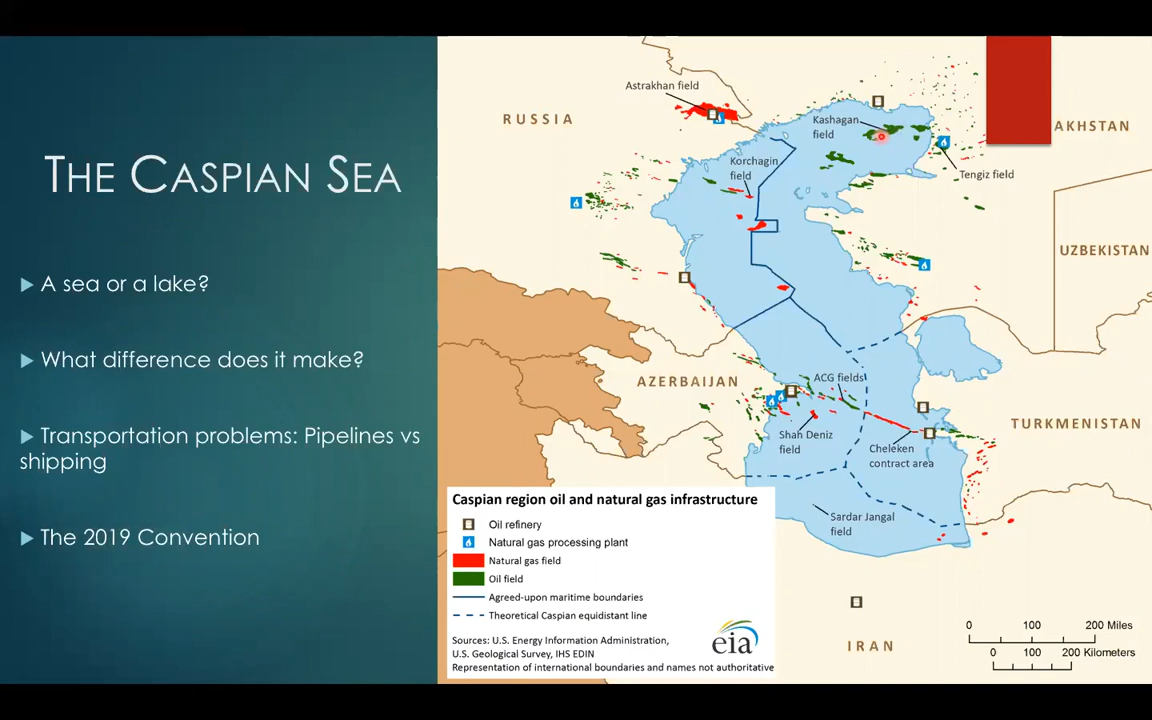 THE CASPIAN SEA
A sea or a lake?
What difference does it make?
Transportation problems: Pipelines vs
shipping
The 2019 Convention
RUSSIA
Astrakhan field
Kashagan
field
AKHSTAN
Korchagin
field
Tengiz field
UZBEKISTAN
AZERBAIJAN
ACG fields
TURKMENISTAN
Shah Deniz
field
Cheleken
contract area
Sardar Jangal
field
IRAN
Caspian region oil and natural gas infrastructure
Oil refinery
Natural gas processing plant
Natural gas field
Oil field
Agreed-upon maritime boundaries
Theoretical Caspian equidistant line
Sources: U.S. Energy Information Administration,
U.S. Geological Survey, IHS EDIN
Representation of international boundaries and names not authoritative
eia
0 100 200 Miles
0 100 200 Kilometers